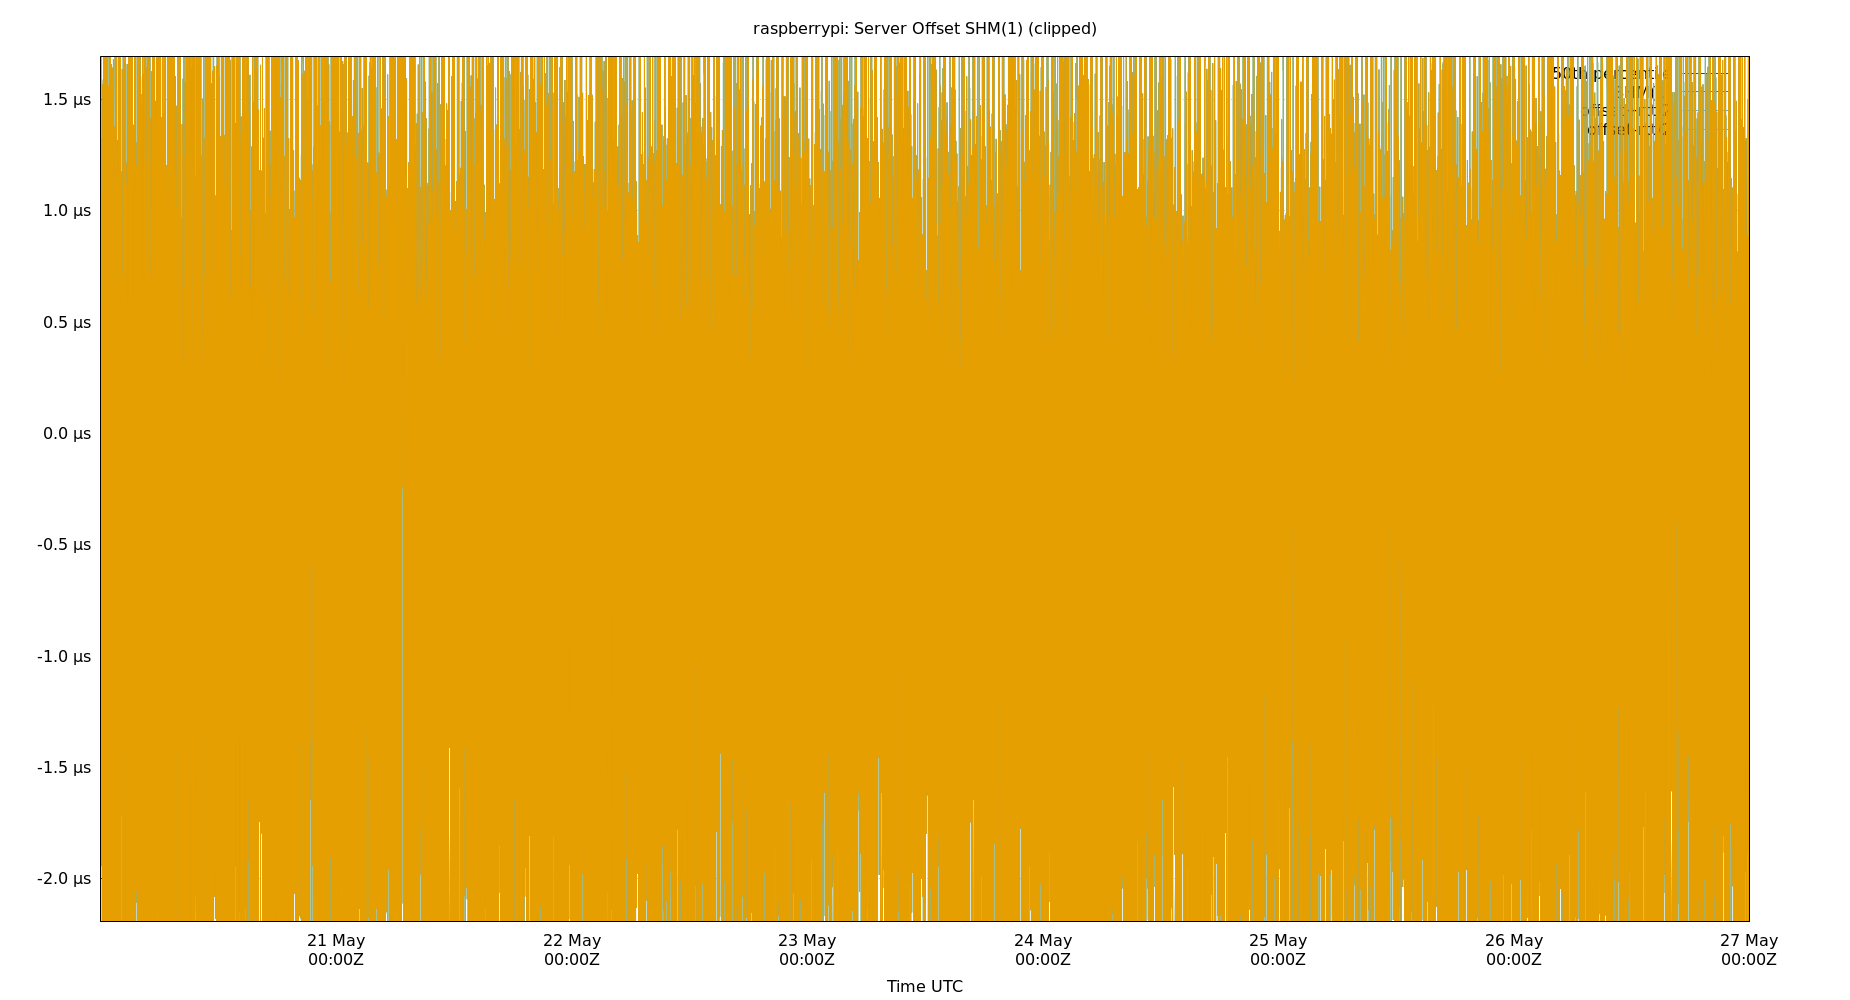 raspberrypi: Server Offset SHM(1) (clipped)
1.5 µs
1.0 µs
0.5 µs
0.0 µs
-0.5 µs
-1.0 µs
-1.5 µs
-2.0 µs
50th
21 May
00:00Z
22 May
00:00Z
23 May
00:00Z
24 May
00:00Z
25 May
00:00Z
26 May
00:00Z
27 May
00:00Z
Time UTC